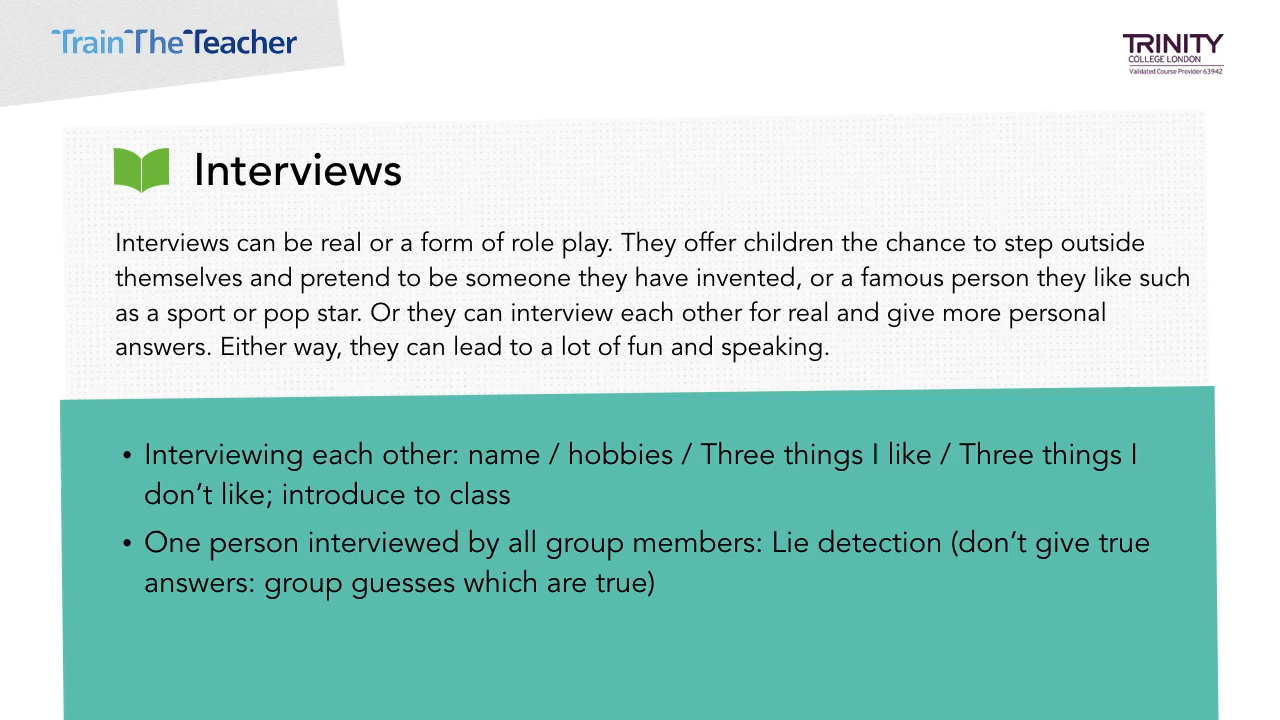 TrainTheTeacher
TRINITY
COLLEGE LONDON
Validated Course Provider 63942
Interviews
Interviews can be real or a form of role play. They offer children the chance to step outside
themselves and pretend to be someone they have invented, or a famous person they like such
as a sport or pop star. Or they can interview each other for real and give more personal
answers. Either way, they can lead to a lot of fun and speaking.
• Interviewing each other: name / hobbies / Three things I like / Three things I
don’t like; introduce to class
• One person interviewed by all group members: Lie detection (don’t give true
answers: group guesses which are true)